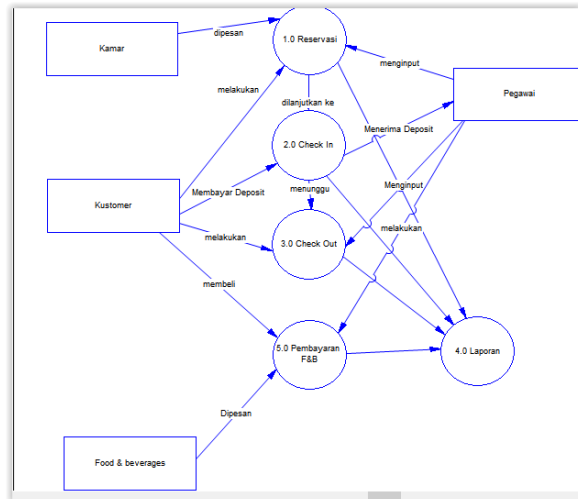 dipesan
Kamar
1.0 Reservasi
menginput
melakukan
Pegawai
dilanjutkan ke
Menerima Deposit
2.0 Check In
Membayar Deposit
menunggu
Menginput
Kustomer
melakukan
melakukan
3.0 Check Out
membeli
5.0 Pembayaran
F&B
4.0 Laporan
Dipesan
Food & beverages